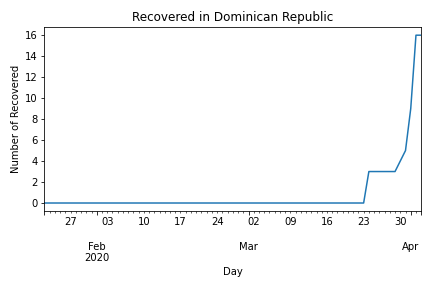 Recovered in Dominican Republic
Number of Recovered
16
14
12
10
8
6
4
2
0
27 03 10 17 24 02 09 16 23 30
Feb Mar Apr
2020
Day